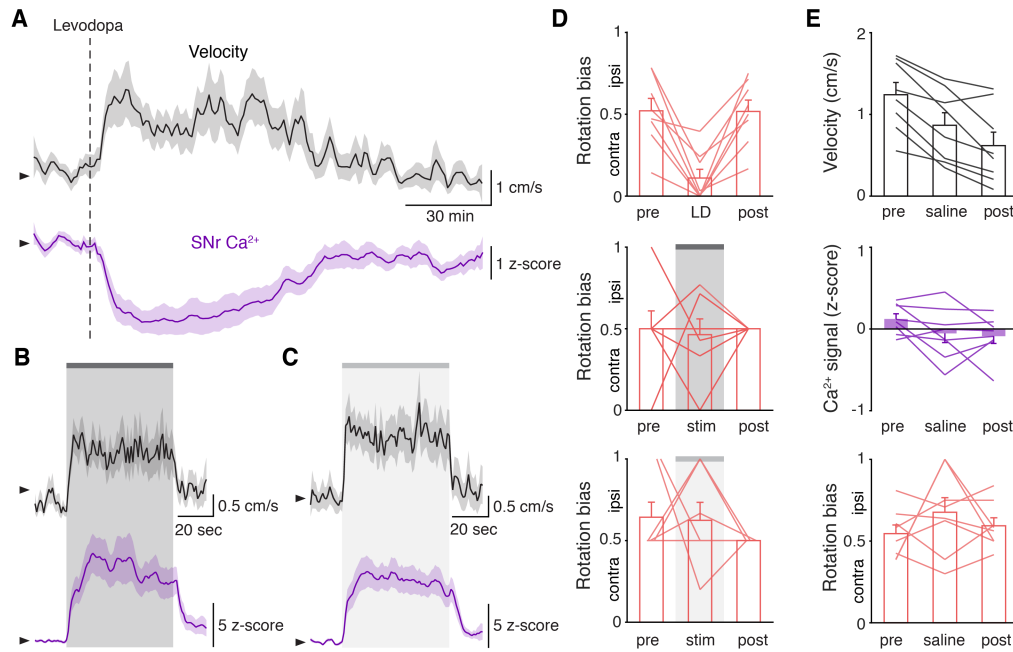 A
Levodopa
Velocity
1 cm/s
30 min
SNr Ca²⁺
1 z-score
B
0.5 cm/s
20 sec
5 z-score
C
0.5 cm/s
20 sec
5 z-score
D
Rotation bias
contra
ipsi
1
0.5
0
pre LD post
Rotation bias
contra
ipsi
1
0.5
0
pre stim post
Rotation bias
contra
ipsi
1
0.5
0
pre stim post
E
Velocity (cm/s)
2
1
0
pre saline post
Ca²⁺ signal (z-score)
1
0
-1
pre saline post
Rotation bias
contra
ipsi
1
0.5
0
pre saline post